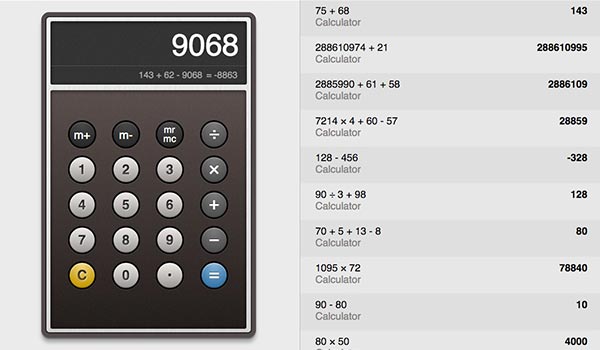 9068
143 + 62 - 9068 = -8863
m+ m- mr mc ÷
1 2 3 ×
4 5 6 +
7 8 9 −
C 0 · =
75 + 68 143
Calculator
288610974 + 21 288610995
Calculator
2885990 + 61 + 58 2886109
Calculator
7214 × 4 + 60 - 57 28859
Calculator
128 - 456 -328
Calculator
90 ÷ 3 + 98 128
Calculator
70 + 5 + 13 - 8 80
Calculator
1095 × 72 78840
Calculator
90 - 80 10
Calculator
80 × 50 4000